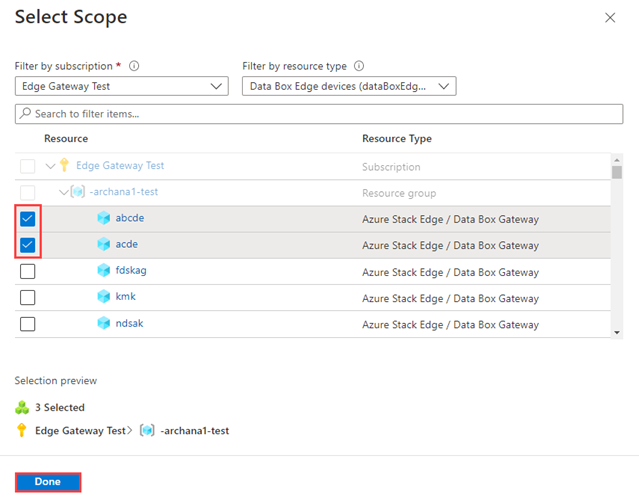 Select Scope
Filter by subscription *
Filter by resource type
Edge Gateway Test
Data Box Edge devices (dataBoxEdg...
Search to filter items...
Resource Resource Type
Edge Gateway Test Subscription
-archana1-test Resource group
abcde Azure Stack Edge / Data Box Gateway
acde Azure Stack Edge / Data Box Gateway
fdskag Azure Stack Edge / Data Box Gateway
kmk Azure Stack Edge / Data Box Gateway
ndsak Azure Stack Edge / Data Box Gateway
Selection preview
3 Selected
Edge Gateway Test> -archana1-test
Done